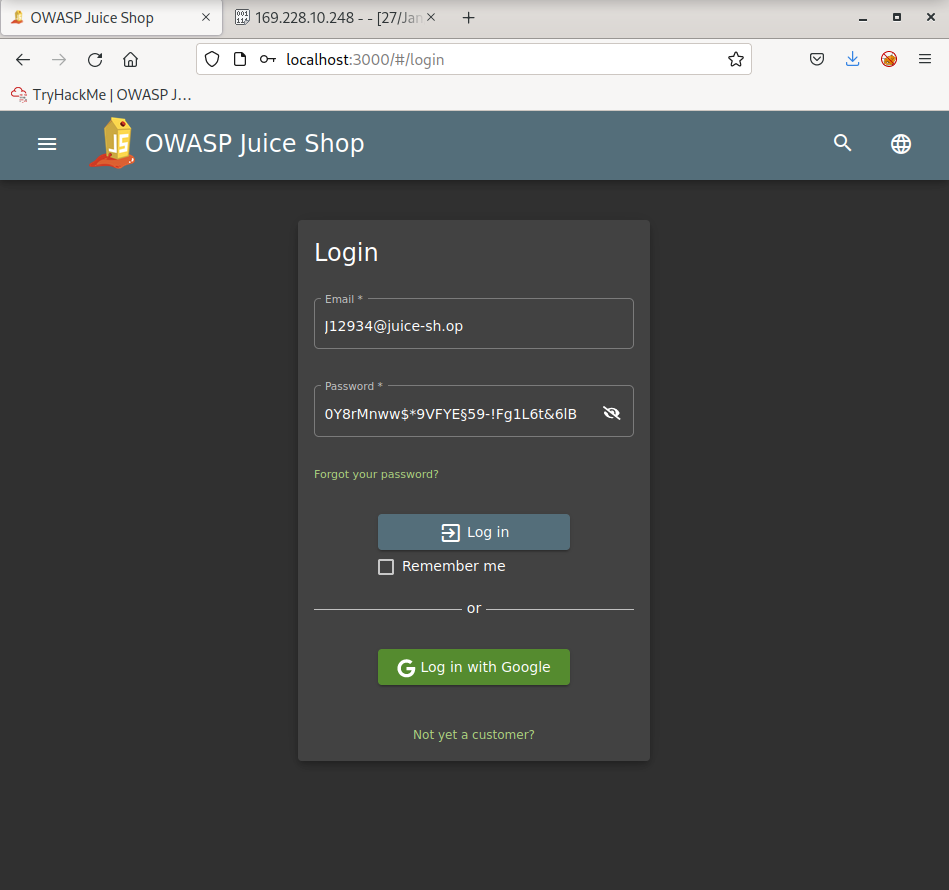 OWASP Juice Shop
169.228.10.248 - - [27/Jan
localhost:3000/#/login
TryHackMe | OWASP J...
OWASP Juice Shop
Login
Email *
J12934@juice-sh.op
Password *
0Y8rMnww$*9VFYE§59-!Fg1L6t&6lB
Forgot your password?
Log in
Remember me
or
Log in with Google
Not yet a customer?